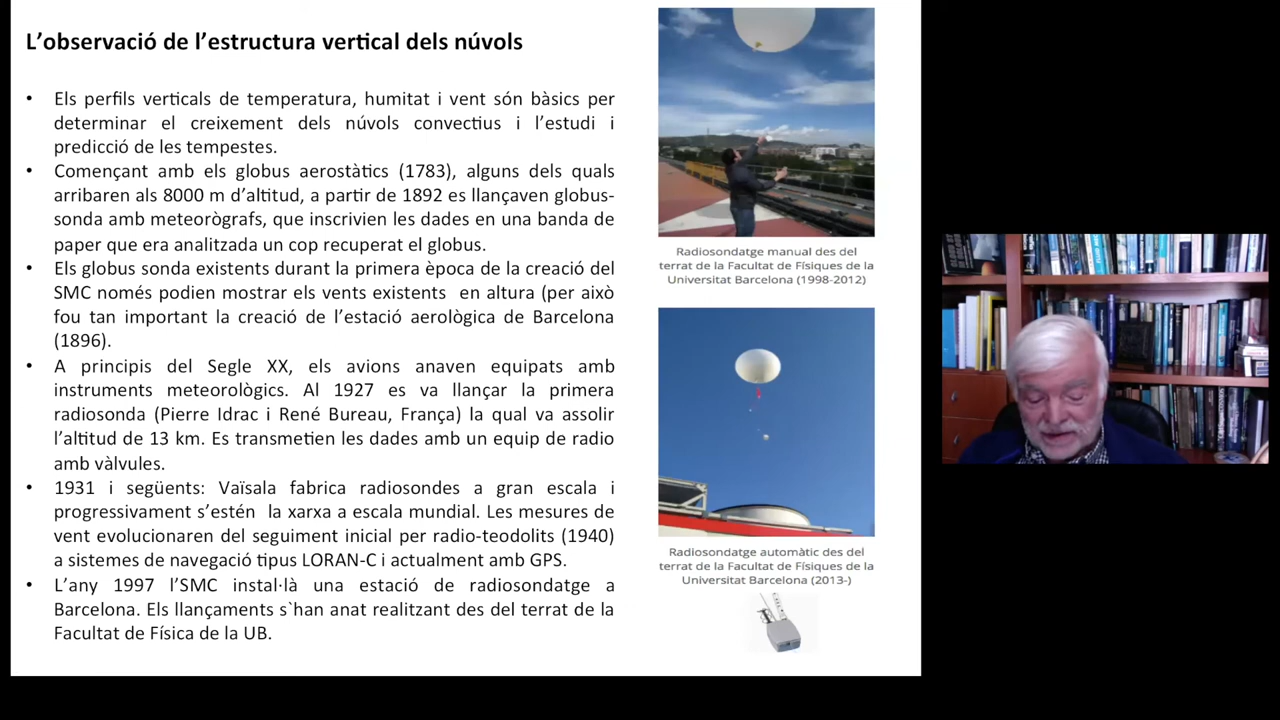 L’observació de l’estructura vertical dels núvols
• Els perfils verticals de temperatura, humitat i vent són bàsics per
determinar el creixement dels núvols convectius i l’estudi i
predicció de les tempestes.
• Començant amb els globus aerostàtics (1783), alguns dels quals
arribaren als 8000 m d’altitud, a partir de 1892 es llançaven globus-
sonda amb meteorògrafs, que inscrivien les dades en una banda de
paper que era analitzada un cop recuperat el globus.
• Els globus sonda existents durant la primera època de la creació del
SMC només podien mostrar els vents existents en altura (per això
fou tan important la creació de l’estació aerològica de Barcelona
(1896).
• A principis del Segle XX, els avions anaven equipats amb
instruments meteorològics. Al 1927 es va llançar la primera
radiosonda (Pierre Idrac i René Bureau, França) la qual va assolir
l’altitud de 13 km. Es transmetien les dades amb un equip de radio
amb vàlvules.
• 1931 i següents: Vaïsala fabrica radiosondes a gran escala i
progressivament s’estén la xarxa a escala mundial. Les mesures de
vent evolucionaren del seguiment inicial per radio-teodolits (1940)
a sistemes de navegació tipus LORAN-C i actualment amb GPS.
• L’any 1997 l’SMC instal·là una estació de radiosondatge a
Barcelona. Els llançaments s`han anat realitzant des del terrat de la
Facultat de Física de la UB.
Radiosondatge manual des del
terrat de la Facultat de Físiques de la
Universitat Barcelona (1998-2012)
Radiosondatge automàtic des del
terrat de la Facultat de Físiques de la
Universitat Barcelona (2013-)